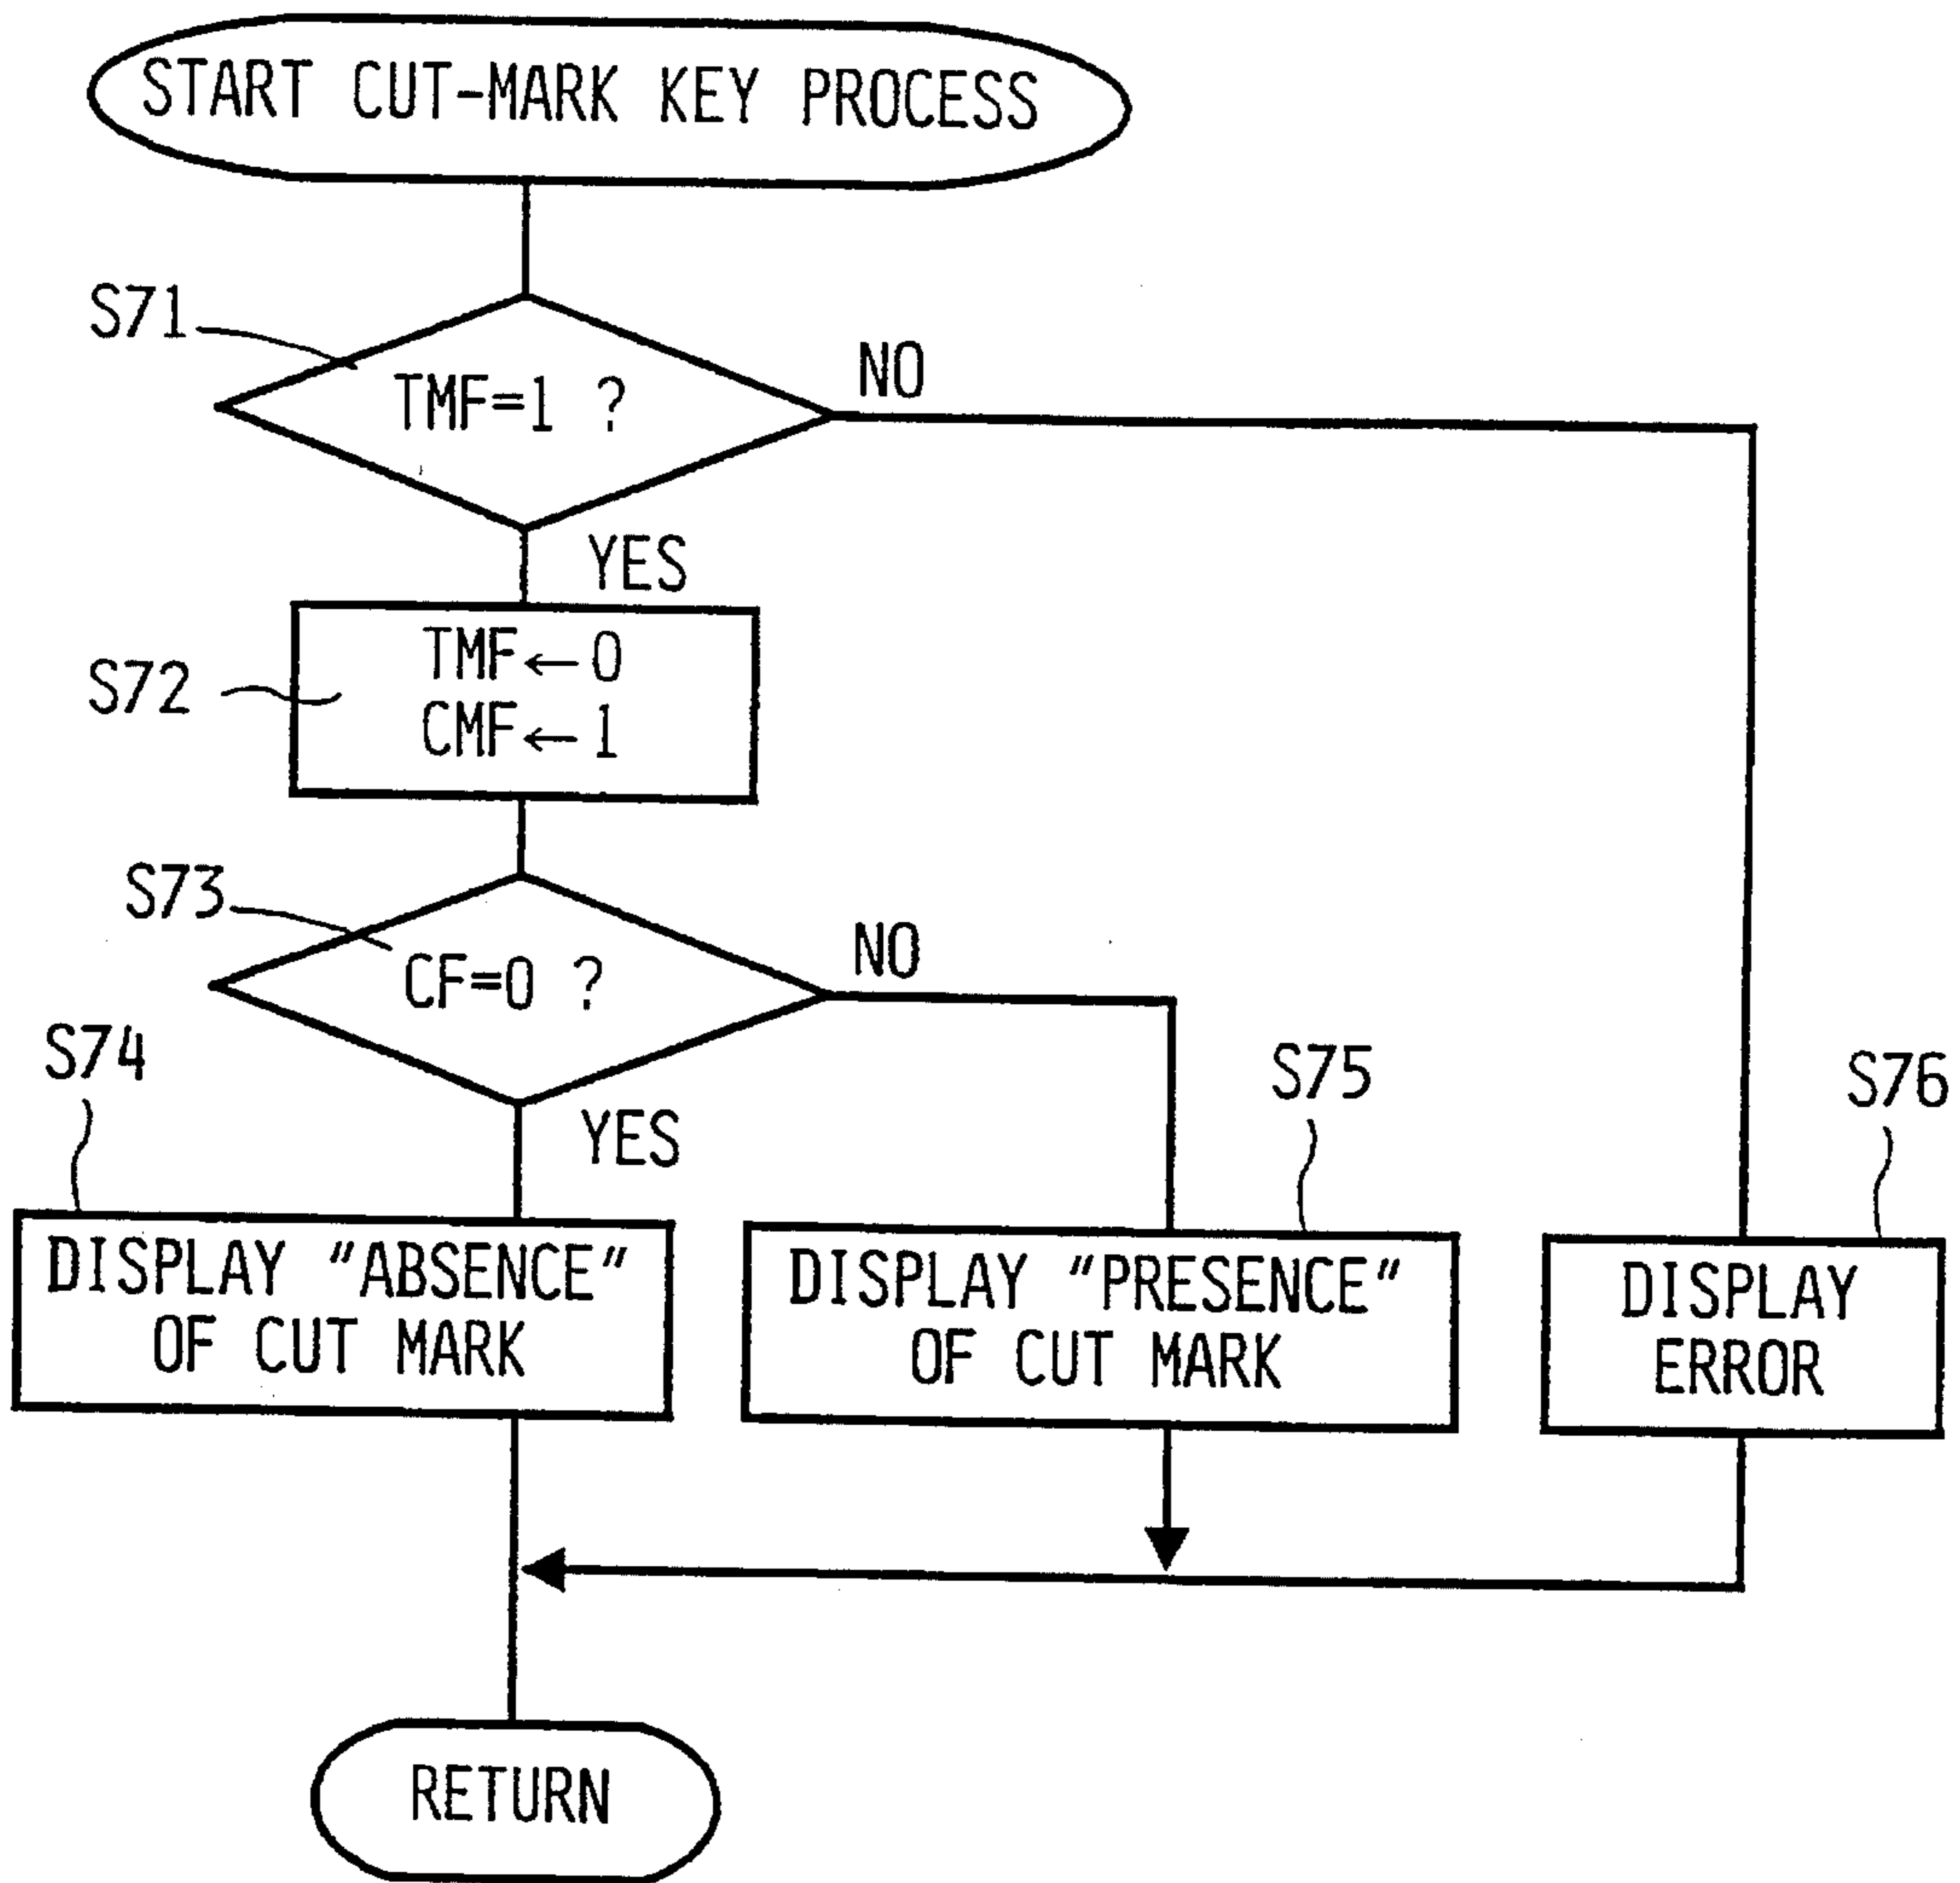 START CUT-MARK KEY PROCESS
S71
TMF=1 ?
NO
YES
S72
TMF←0
CMF←1
S73
CF=0 ?
NO
YES
S74
DISPLAY "ABSENCE"
OF CUT MARK
S75
DISPLAY "PRESENCE"
OF CUT MARK
S76
DISPLAY
ERROR
RETURN